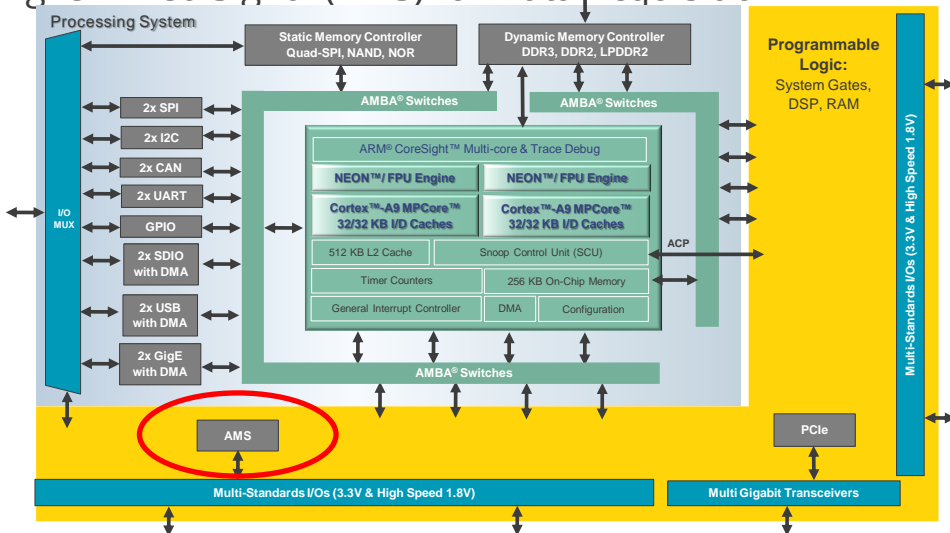 Processing System
Static Memory Controller
Quad-SPI, NAND, NOR
Dynamic Memory Controller
DDR3, DDR2, LPDDR2
Programmable
Logic:
System Gates,
DSP, RAM
AMBA® Switches
AMBA® Switches
2x SPI
2x I2C
2x CAN
2x UART
GPIO
2x SDIO
with DMA
2x USB
with DMA
2x GigE
with DMA
I/O
MUX
ARM® CoreSight™ Multi-core & Trace Debug
NEON™/ FPU Engine
NEON™/ FPU Engine
Cortex™-A9 MPCore™
32/32 KB I/D Caches
Cortex™-A9 MPCore™
32/32 KB I/D Caches
512 KB L2 Cache
Snoop Control Unit (SCU)
ACP
Timer Counters
256 KB On-Chip Memory
General Interrupt Controller
DMA
Configuration
AMBA® Switches
Multi-Standards I/Os (3.3V & High Speed 1.8V)
AMS
PCIe
Multi-Standards I/Os (3.3V & High Speed 1.8V)
Multi Gigabit Transceivers